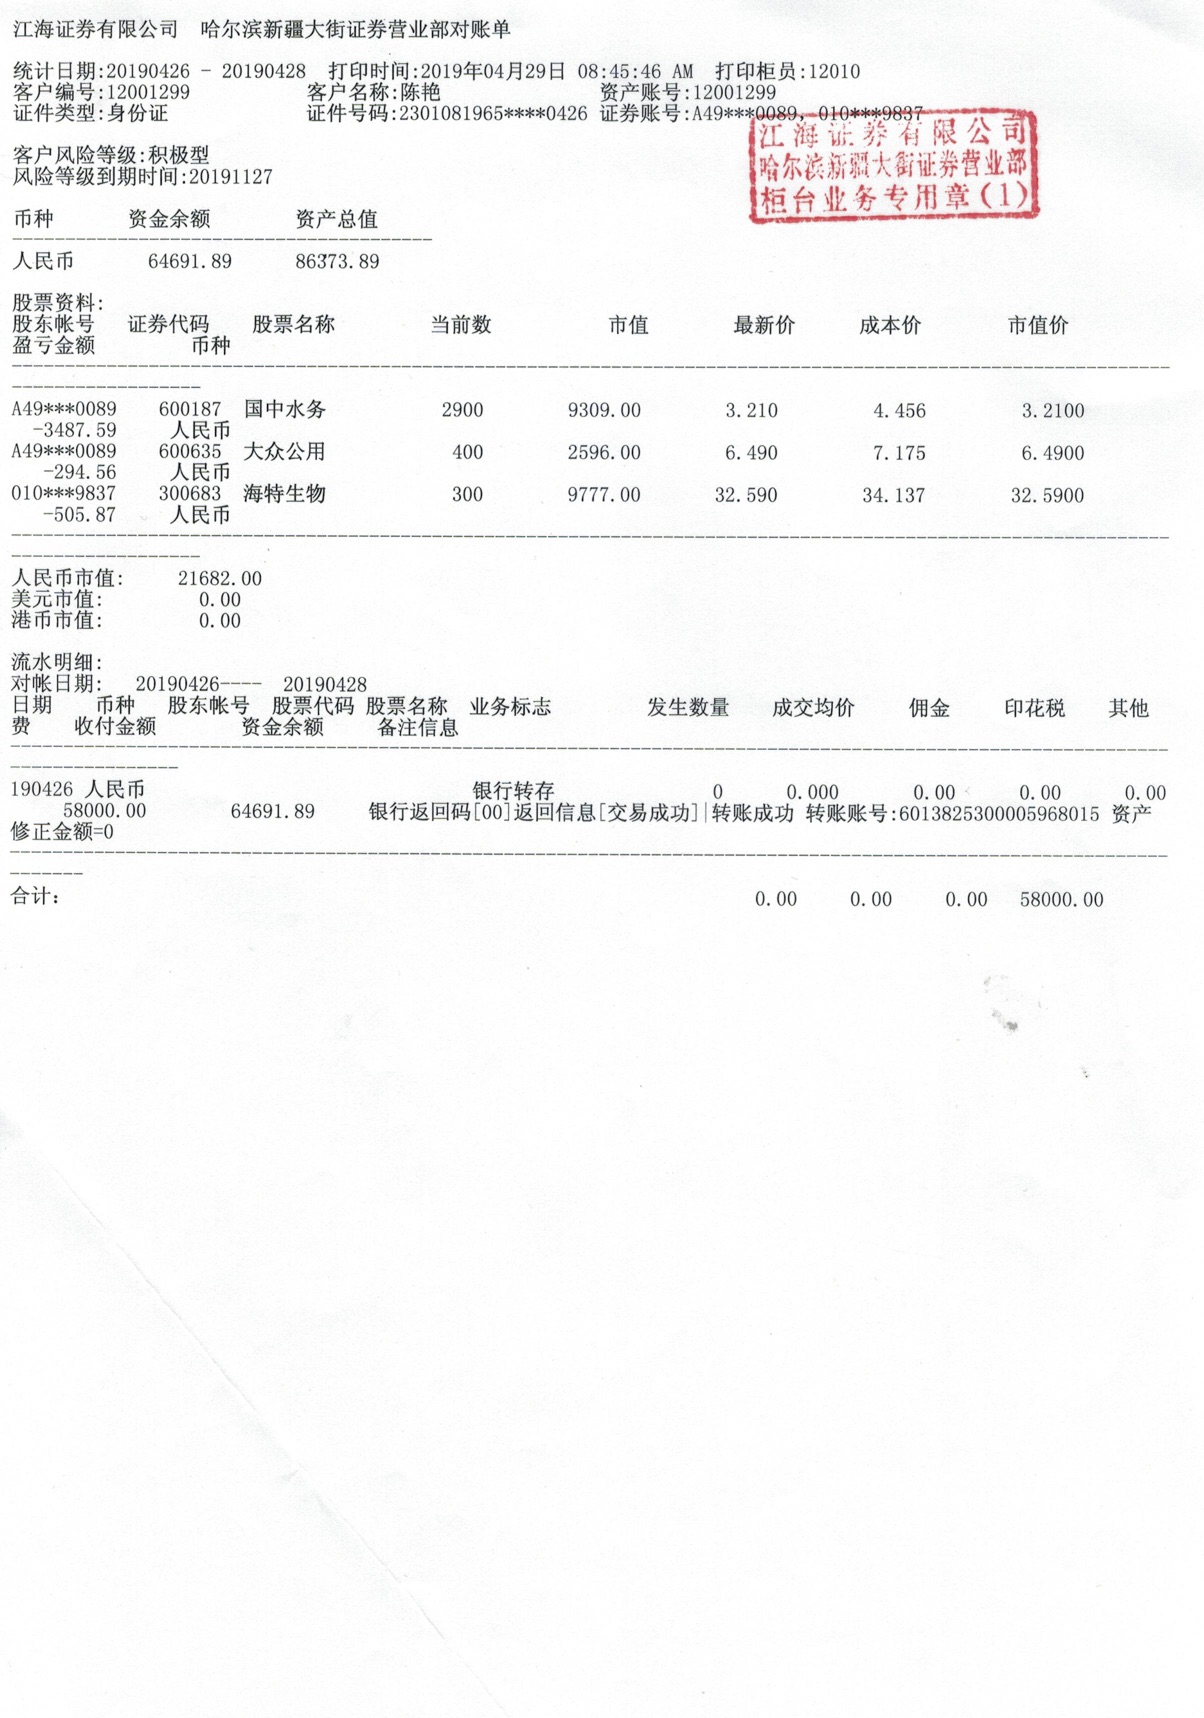 江海证券有限公司　哈尔滨新疆大街证券营业部对账单
统计日期:20190426 - 20190428 打印时间:2019年04月29日 08:45:46 AM 打印柜员:12010
客户编号:12001299 客户名称:陈艳 资产账号:12001299
证件类型:身份证 证件号码:2301081965****0426 证券账号:A49***0089, 010***9837
江海证券有限公司
哈尔滨新疆大街证券营业部
柜台业务专用章(1)
客户风险等级:积极型
风险等级到期时间:20191127
币种 资金余额 资产总值
----------------------------------------
人民币 64691.89 86373.89
股票资料:
股东帐号 证券代码 股票名称 当前数 市值 最新价 成本价 市值价
盈亏金额 币种
--------------------------------------------------------------------------------------------------------------
------------------
A49***0089 600187 国中水务 2900 9309.00 3.210 4.456 3.2100
-3487.59 人民币
A49***0089 600635 大众公用 400 2596.00 6.490 7.175 6.4900
-294.56 人民币
010***9837 300683 海特生物 300 9777.00 32.590 34.137 32.5900
-505.87 人民币
--------------------------------------------------------------------------------------------------------------
------------------
人民币市值: 21682.00
美元市值: 0.00
港币市值: 0.00
流水明细:
对帐日期: 20190426---- 20190428
日期 币种 股东帐号 股票代码 股票名称 业务标志 发生数量 成交均价 佣金 印花税 其他
费 收付金额 资金余额 备注信息
--------------------------------------------------------------------------------------------------------------
----------------
190426 人民币 银行转存 0 0.000 0.00 0.00 0.00
58000.00 64691.89 银行返回码[00]返回信息[交易成功]|转账成功 转账账号:6013825300005968015 资产
修正金额=0
--------------------------------------------------------------------------------------------------------------
-------
合计: 0.00 0.00 0.00 58000.00